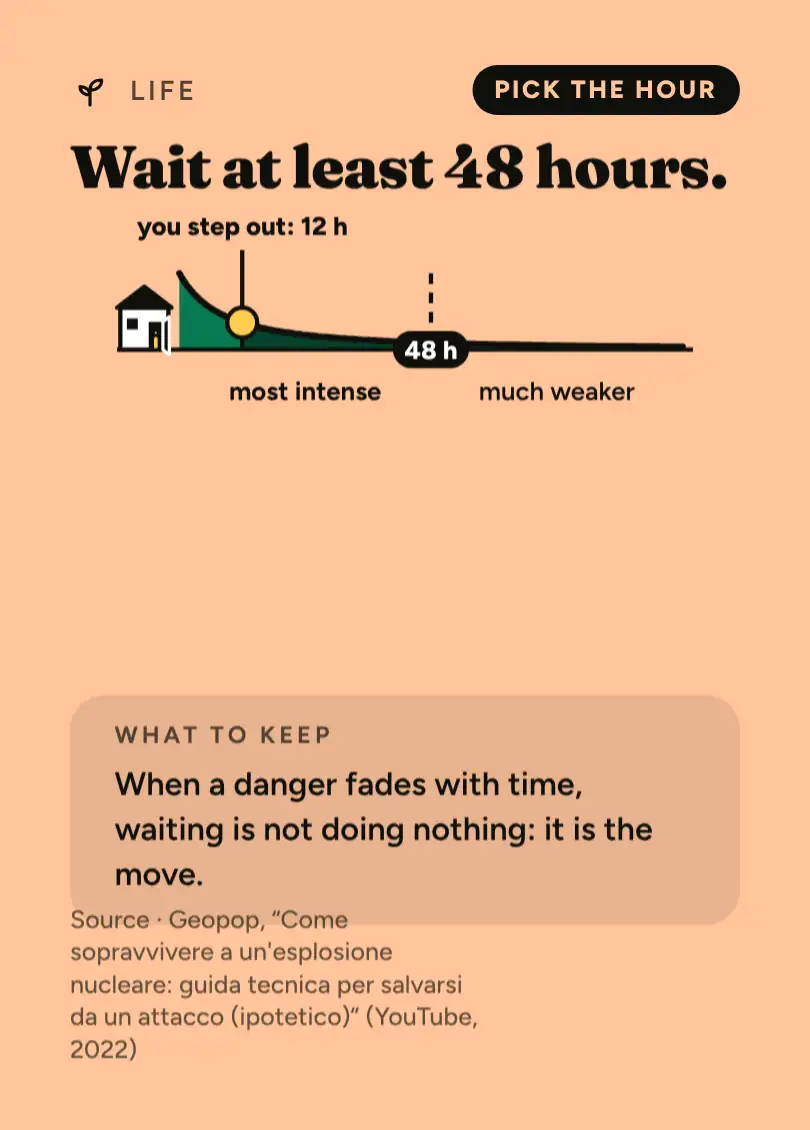 LIFE
PICK THE HOUR
Wait at least 48 hours.
you step out: 12 h
48 h
most intense
much weaker
WHAT TO KEEP
When a danger fades with time,
waiting is not doing nothing: it is the
move.
Source · Geopop, “Come
sopravvivere a un'esplosione
nucleare: guida tecnica per salvarsi
da un attacco (ipotetico)” (YouTube,
2022)